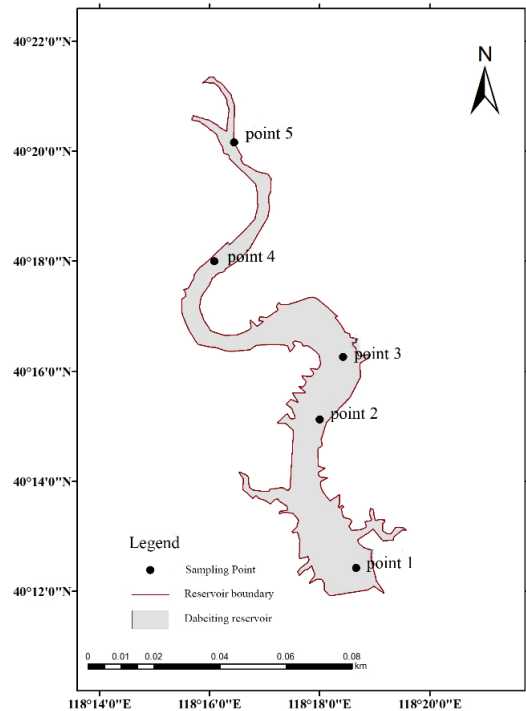 40°22'0"N
N
40°20'0"N
point 5
40°18'0"N
point 4
40°16'0"N
point 3
point 2
40°14'0"N
Legend
Sampling Point
point 1
40°12'0"N
Reservoir boundary
Dabeiting reservoir
0 0.01 0.02 0.04 0.06 0.08
km
118°14'0"E 118°16'0"E 118°18'0"E 118°20'0"E